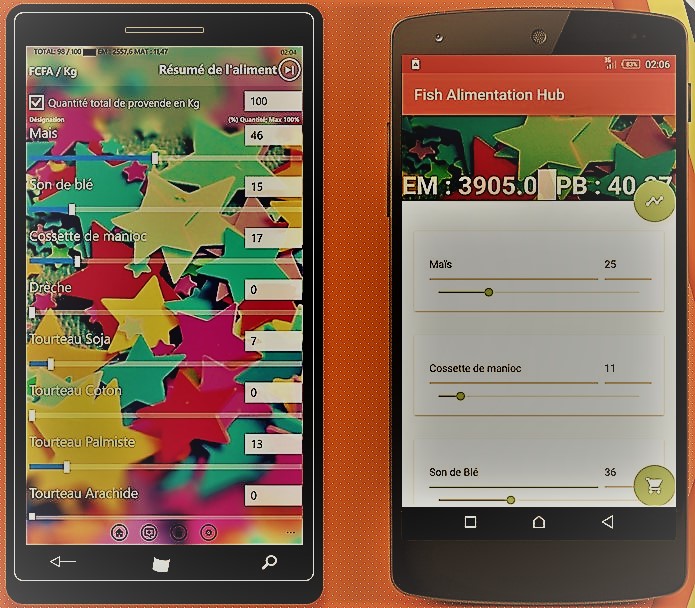 TOTAL: 98 / 100 EM : 2557,6 MAT : 11,47 02:04
FCFA / Kg Résumé de l'aliment
Quantité total de provende en Kg 100
Désignation (%) Quantité; Max 100%
Maïs 46
Son de blé 15
Cossette de manioc 17
Drêche 0
Tourteau Soja 7
Tourteau Coton 0
Tourteau Palmiste 13
Tourteau Arachide 0
3G 83% 02:06
Fish Alimentation Hub
EM : 3905.0 PB : 40.
Maïs 25
Cossette de manioc 11
Son de Blé 36